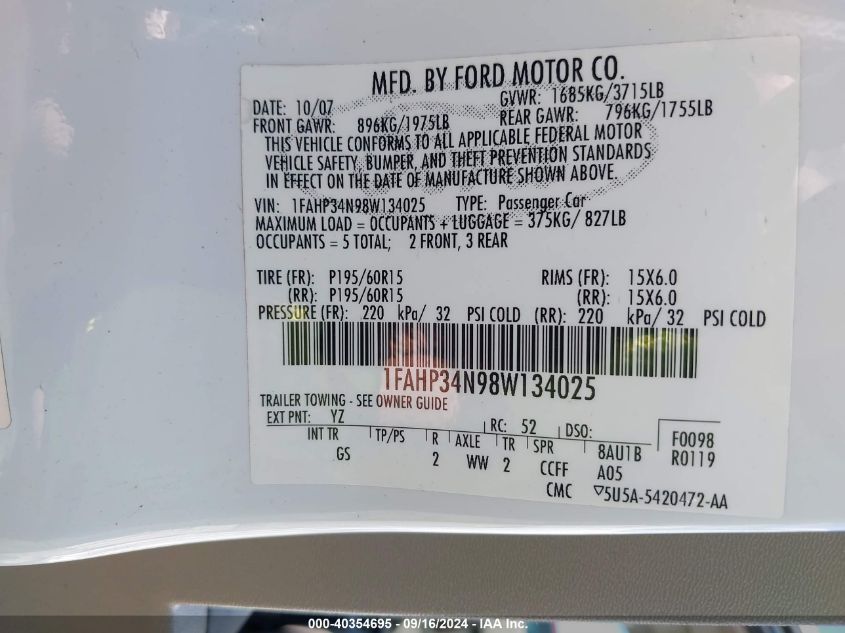 MFD. BY FORD MOTOR CO.
DATE: 10/07 GVWR: 1685KG/3715LB
FRONT GAWR: 896KG/1975LB REAR GAWR: 796KG/1755LB
THIS VEHICLE CONFORMS TO ALL APPLICABLE FEDERAL MOTOR
VEHICLE SAFETY, BUMPER, AND THEFT PREVENTION STANDARDS
IN EFFECT ON THE DATE OF MANUFACTURE SHOWN ABOVE.
VIN: 1FAHP34N98W134025 TYPE: Passenger Car
MAXIMUM LOAD = OCCUPANTS + LUGGAGE = 375KG/ 827LB
OCCUPANTS = 5 TOTAL; 2 FRONT, 3 REAR
TIRE (FR): P195/60R15 RIMS (FR): 15X6.0
(RR): P195/60R15 (RR): 15X6.0
PRESSURE (FR): 220 kPa/ 32 PSI COLD (RR): 220 kPa/ 32 PSI COLD
1FAHP34N98W134025
TRAILER TOWING - SEE OWNER GUIDE
EXT PNT: YZ RC: 52 DSO: F0098
INT TR TP/PS R AXLE TR SPR 8AU1B R0119
GS 2 WW 2 CCFF A05
CMC ▽5U5A-5420472-AA
000-40354695 - 09/16/2024 - © IAA, Inc.